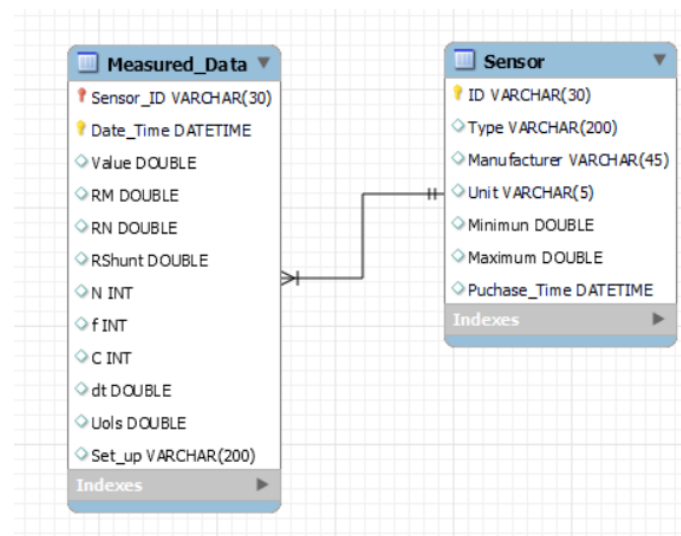 Measured_Data
Sensor_ID VARCHAR(30)
Date_Time DATETIME
Value DOUBLE
RM DOUBLE
RN DOUBLE
RShunt DOUBLE
N INT
f INT
C INT
dt DOUBLE
Uols DOUBLE
Set_up VARCHAR(200)
Indexes
Sensor
ID VARCHAR(30)
Type VARCHAR(200)
Manufacturer VARCHAR(45)
Unit VARCHAR(5)
Minimun DOUBLE
Maximum DOUBLE
Puchase_Time DATETIME
Indexes